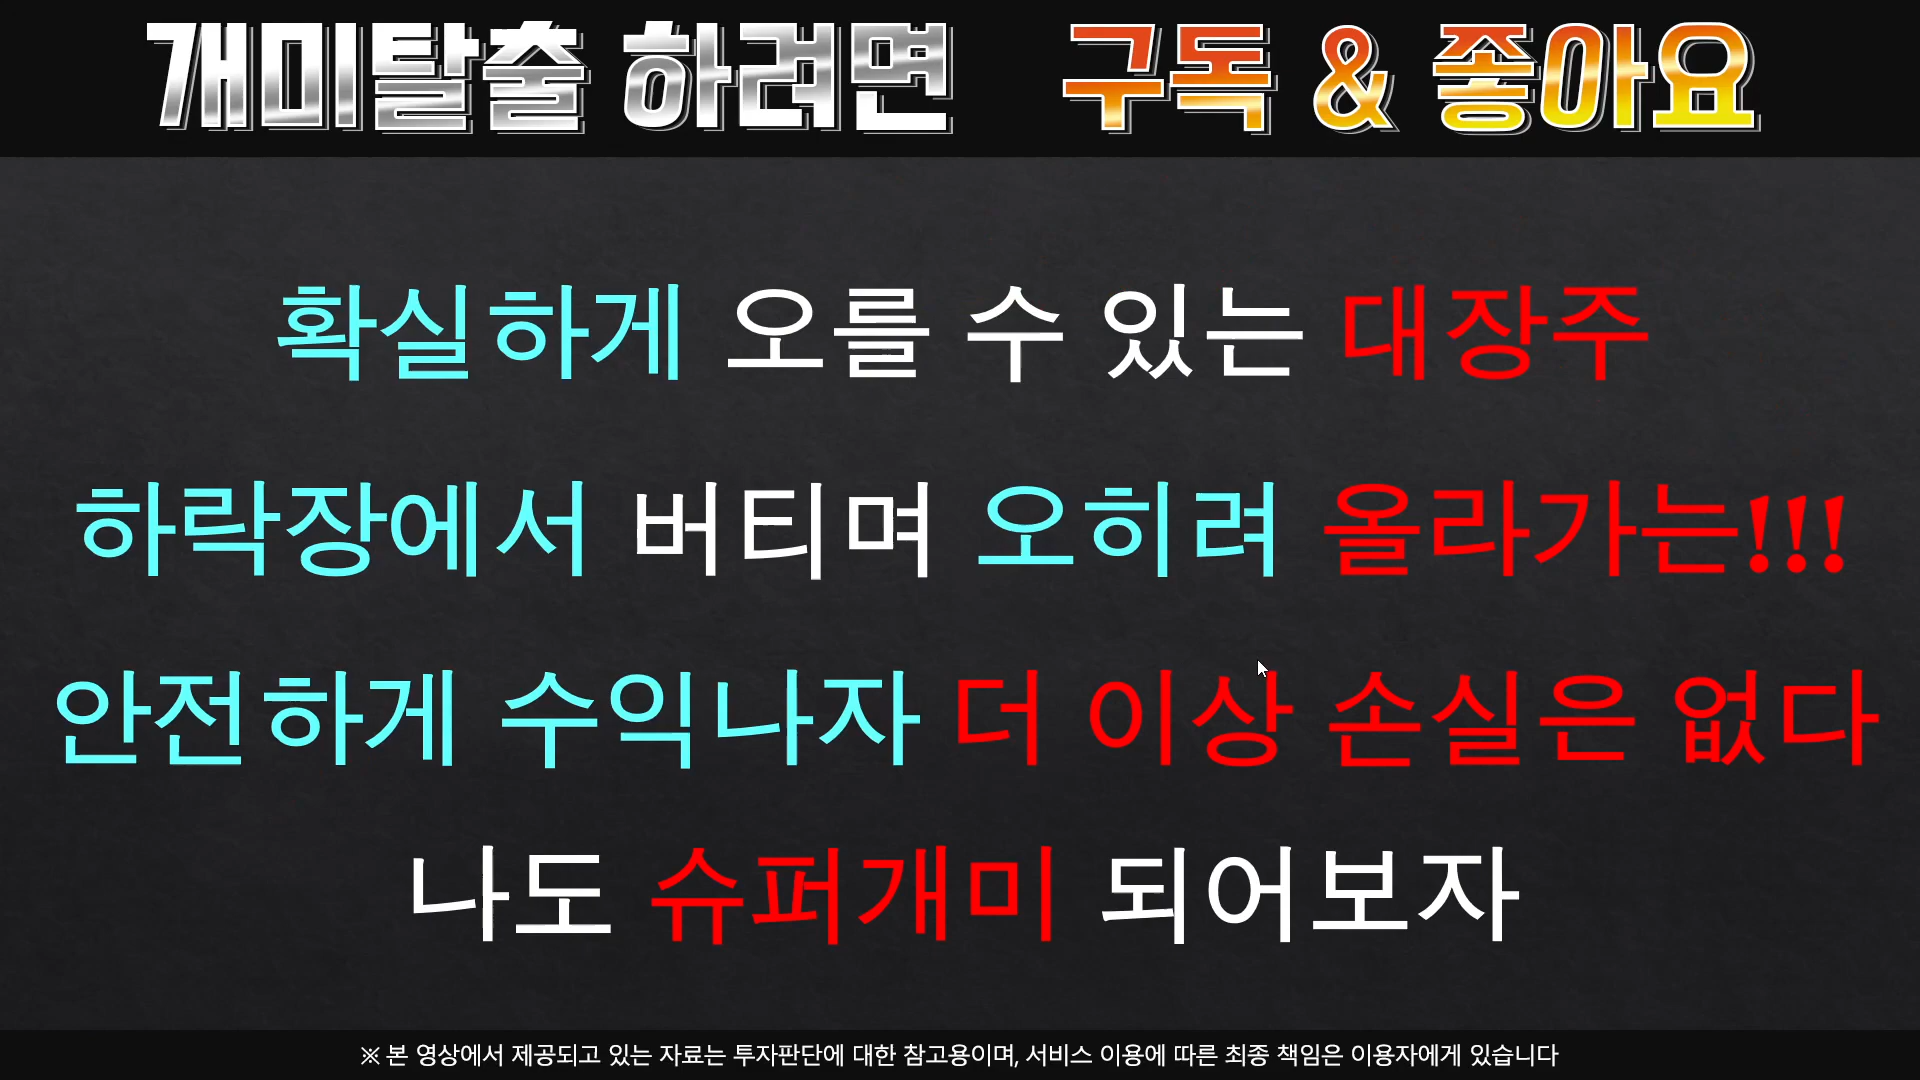 개미탈출 하려면 구독 & 좋아요
확실하게 오를 수 있는 대장주
하락장에서 버티며 오히려 올라가는!!!
안전하게 수익나자 더 이상 손실은 없다
나도 슈퍼개미 되어보자
※ 본 영상에서 제공되고 있는 자료는 투자판단에 대한 참고용이며, 서비스 이용에 따른 최종 책임은 이용자에게 있습니다